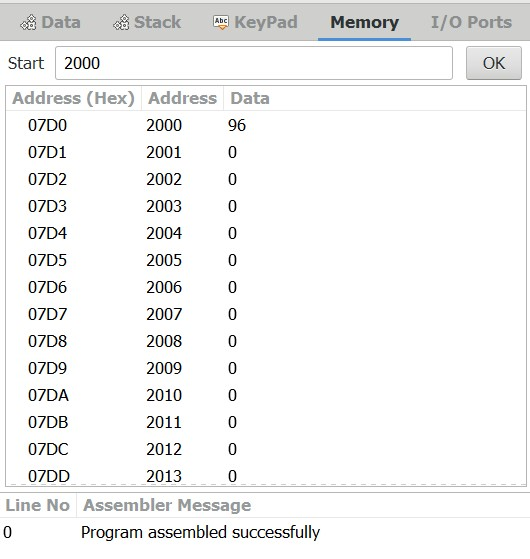 Data Stack Abc KeyPad Memory I/O Ports
Start 2000 OK
Address (Hex) Address Data
07D0 2000 96
07D1 2001 0
07D2 2002 0
07D3 2003 0
07D4 2004 0
07D5 2005 0
07D6 2006 0
07D7 2007 0
07D8 2008 0
07D9 2009 0
07DA 2010 0
07DB 2011 0
07DC 2012 0
07DD 2013 0
Line No Assembler Message
0 Program assembled successfully